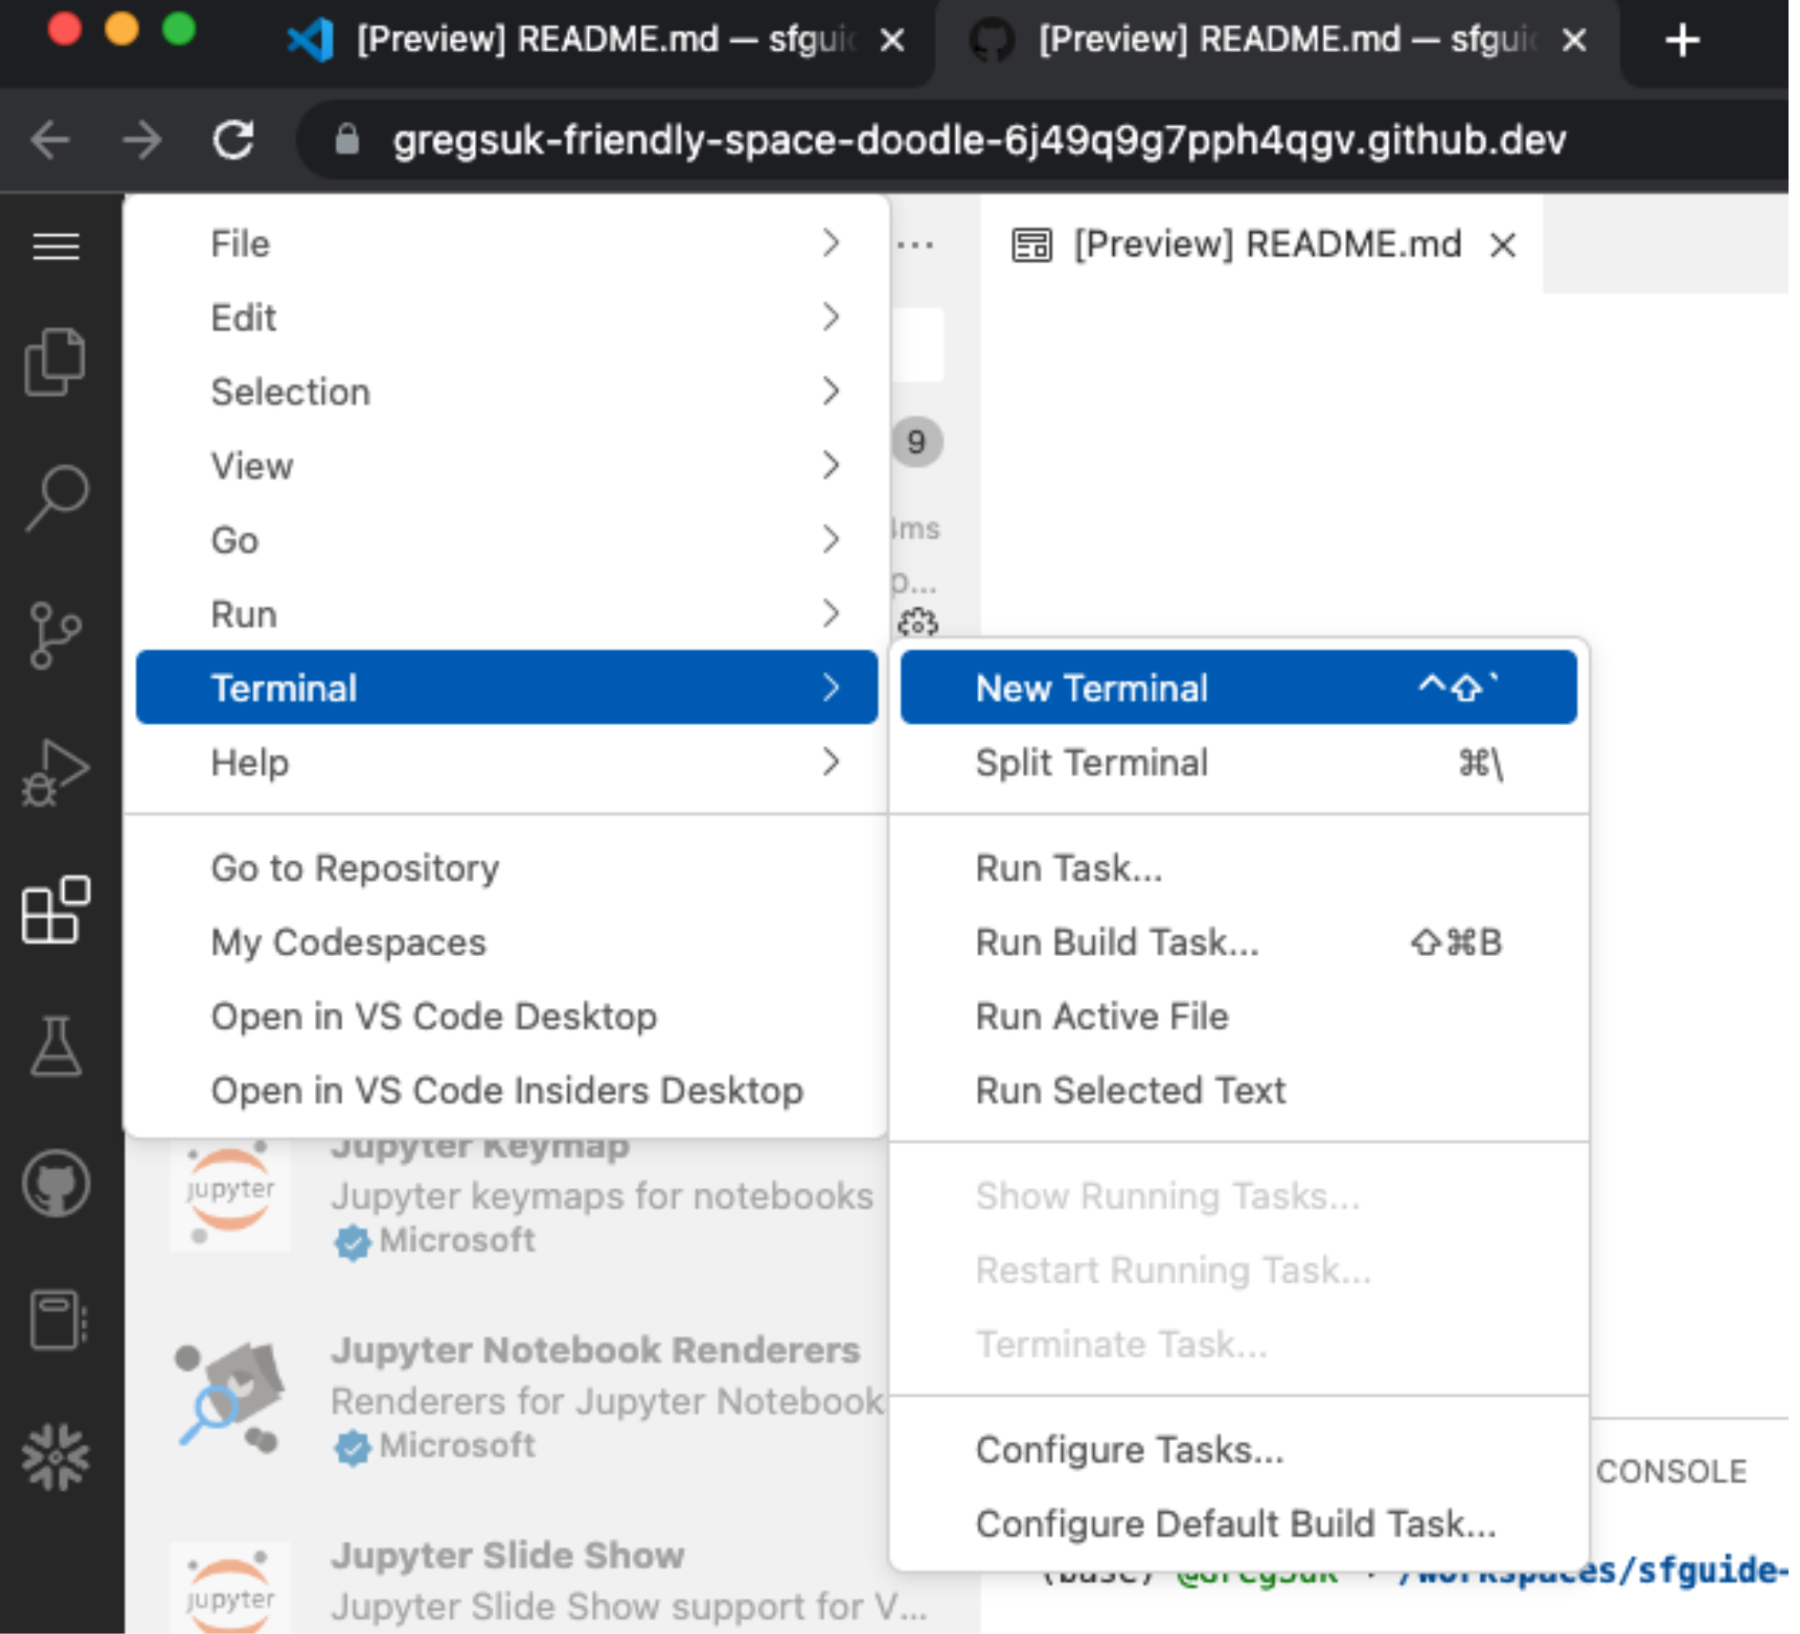 [Preview] README.md — sfgui
[Preview] README.md — sfgui
gregsuk-friendly-space-doodle-6j49q9g7pph4qgv.github.dev
File
Edit
Selection
View
Go
Run
Terminal
Help
Go to Repository
My Codespaces
Open in VS Code Desktop
Open in VS Code Insiders Desktop
...
[Preview] README.md
9
ms
...
New Terminal ^⇧`
Split Terminal ⌘\
Run Task...
Run Build Task... ⇧⌘B
Run Active File
Run Selected Text
Show Running Tasks...
Restart Running Task...
Terminate Task...
Configure Tasks...
Configure Default Build Task...
jupyter
Jupyter Keymap
Jupyter keymaps for notebooks
Microsoft
Jupyter Notebook Renderers
Renderers for Jupyter Notebook
Microsoft
jupyter
Jupyter Slide Show
Jupyter Slide Show support for V...
CONSOLE
(base) @GregSuk /workspaces/sfguide-